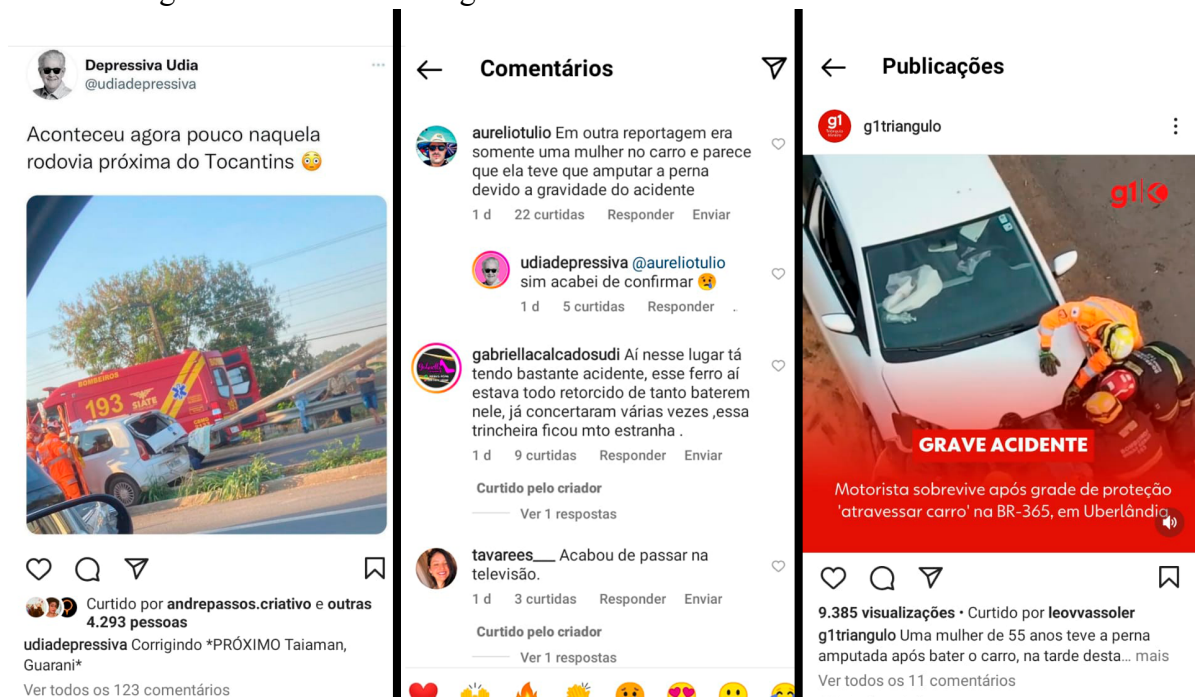 Depressiva Udia
@udiadepressiva
Aconteceu agora pouco naquela
rodovia próxima do Tocantins 😳
BOMBEIROS
193 SIATE
Curtido por andrepassos.criativo e outras
4.293 pessoas
udiadepressiva Corrigindo *PRÓXIMO Taiaman,
Guarani*
Ver todos os 123 comentários
Comentários
aureliotulio Em outra reportagem era
somente uma mulher no carro e parece
que ela teve que amputar a perna
devido a gravidade do acidente
1 d 22 curtidas Responder Enviar
udiadepressiva @aureliotulio
sim acabei de confirmar 😢
1 d 5 curtidas Responder ..
gabriellacalcadosudi Aí nesse lugar tá
tendo bastante acidente, esse ferro aí
estava todo retorcido de tanto baterem
nele, já concertaram várias vezes ,essa
trincheira ficou mto estranha .
1 d 9 curtidas Responder Enviar
Curtido pelo criador
Ver 1 respostas
tavarees___ Acabou de passar na
televisão.
1 d 3 curtidas Responder Enviar
Curtido pelo criador
Ver 1 respostas
Publicações
g1
g1triangulo
g1
GRAVE ACIDENTE
Motorista sobrevive após grade de proteção
'atravessar carro' na BR-365, em Uberlândia
9.385 visualizações • Curtido por leovvassoler
g1triangulo Uma mulher de 55 anos teve a perna
amputada após bater o carro, na tarde desta... mais
Ver todos os 11 comentários